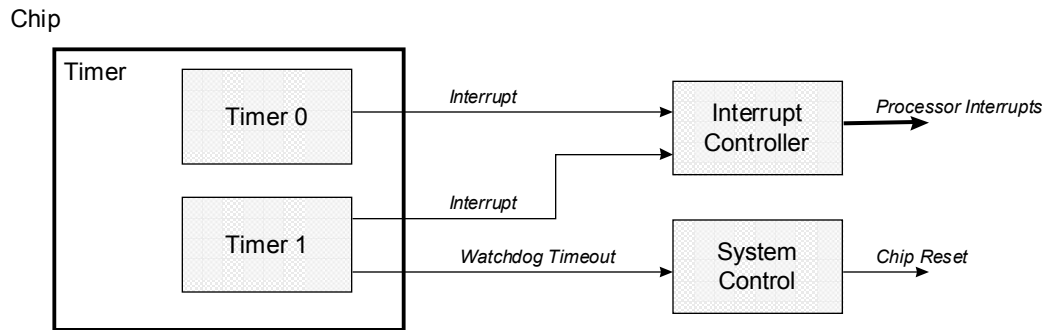 Chip
Timer
Timer 0
Interrupt
Interrupt
Controller
Processor Interrupts
Timer 1
Interrupt
Watchdog Timeout
System
Control
Chip Reset